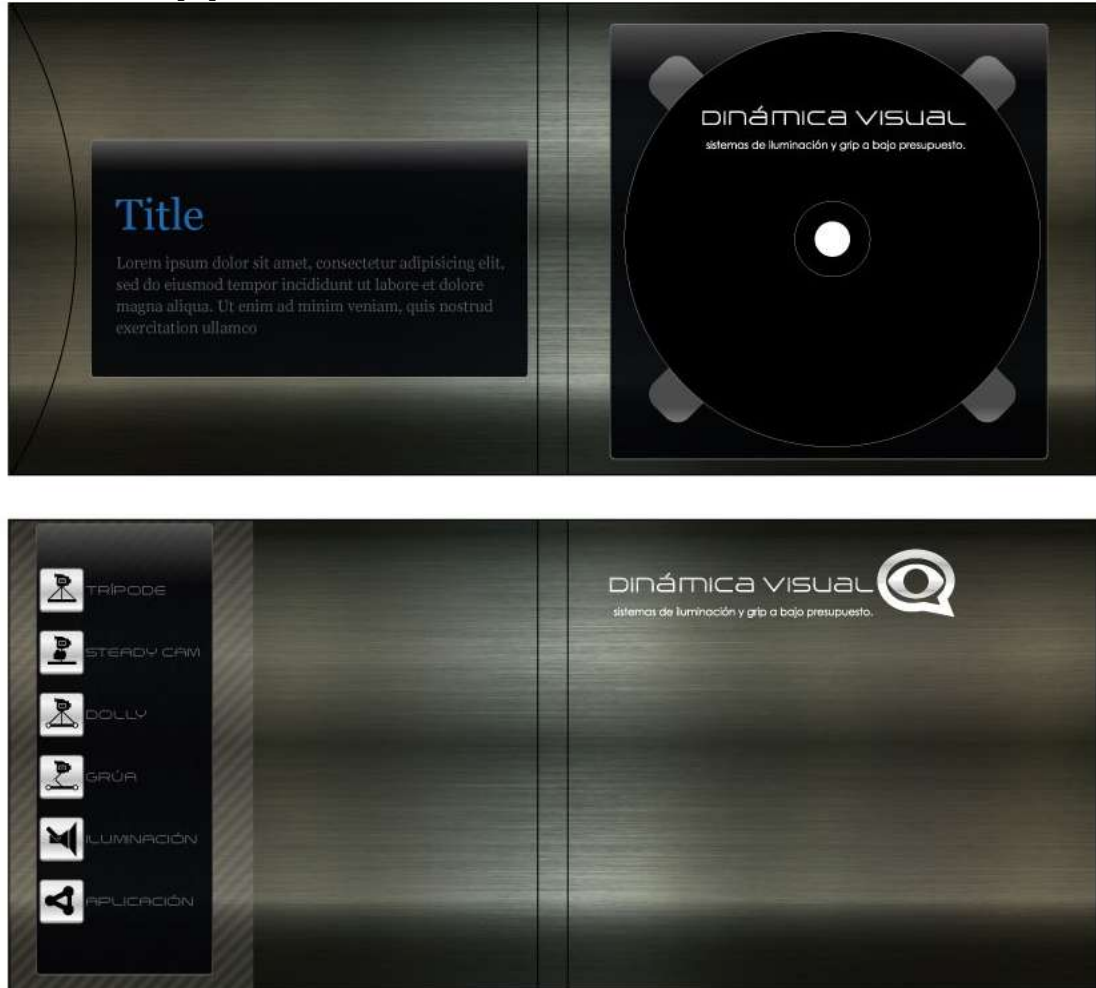 Title
Lorem ipsum dolor sit amet, consectetur adipisicing elit,
sed do eiusmod tempor incididunt ut labore et dolore
magna aliqua. Ut enim ad minim veniam, quis nostrud
exercitation ullamco
DINÁMICA VISUAL
sistemas de iluminación y grip a bajo presupuesto.
TRÍPODE
STEADY CAM
DOLLY
GRÚA
ILUMINACIÓN
APLICACIÓN
DINÁMICA VISUAL
sistemas de iluminación y grip a bajo presupuesto.